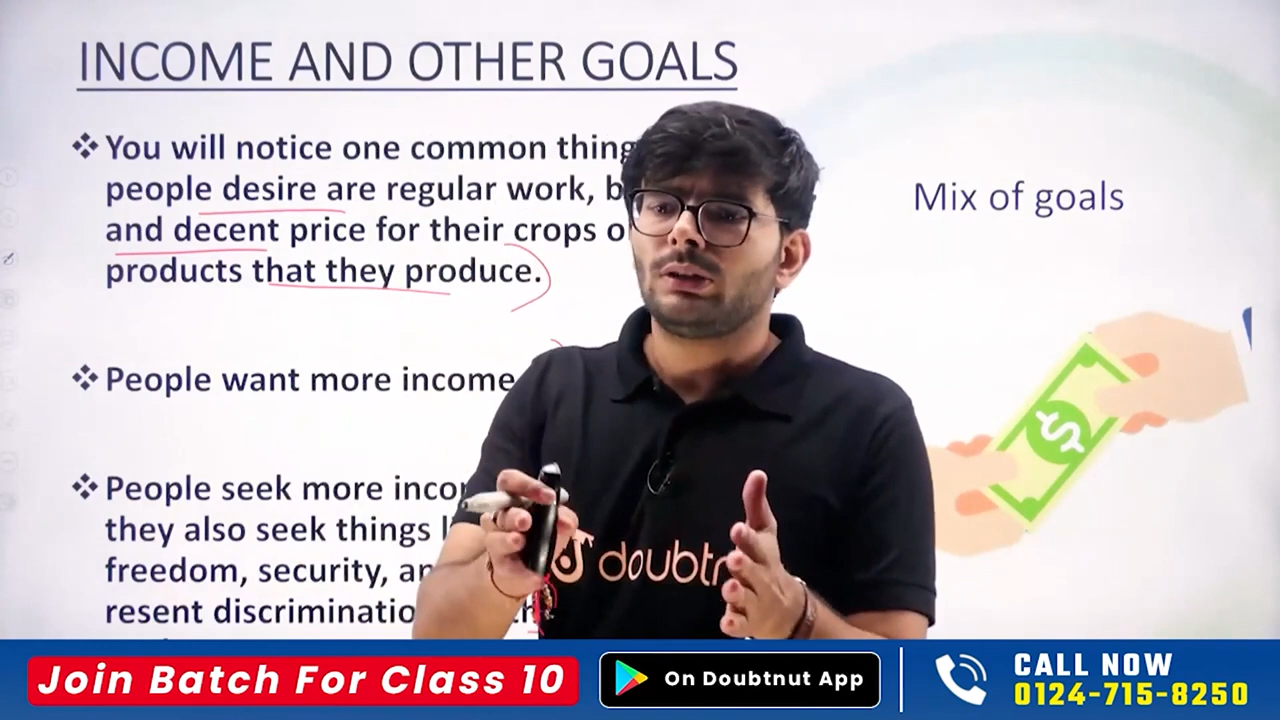 INCOME AND OTHER GOALS
❖ You will notice one common thing
people desire are regular work, b
and decent price for their crops o
products that they produce.
❖ People want more income
❖ People seek more inco
they also seek things
freedom, security, an
resent discriminatio
Mix of goals
$
doubtn
Join Batch For Class 10
On Doubtnut App
CALL NOW
0124-715-8250